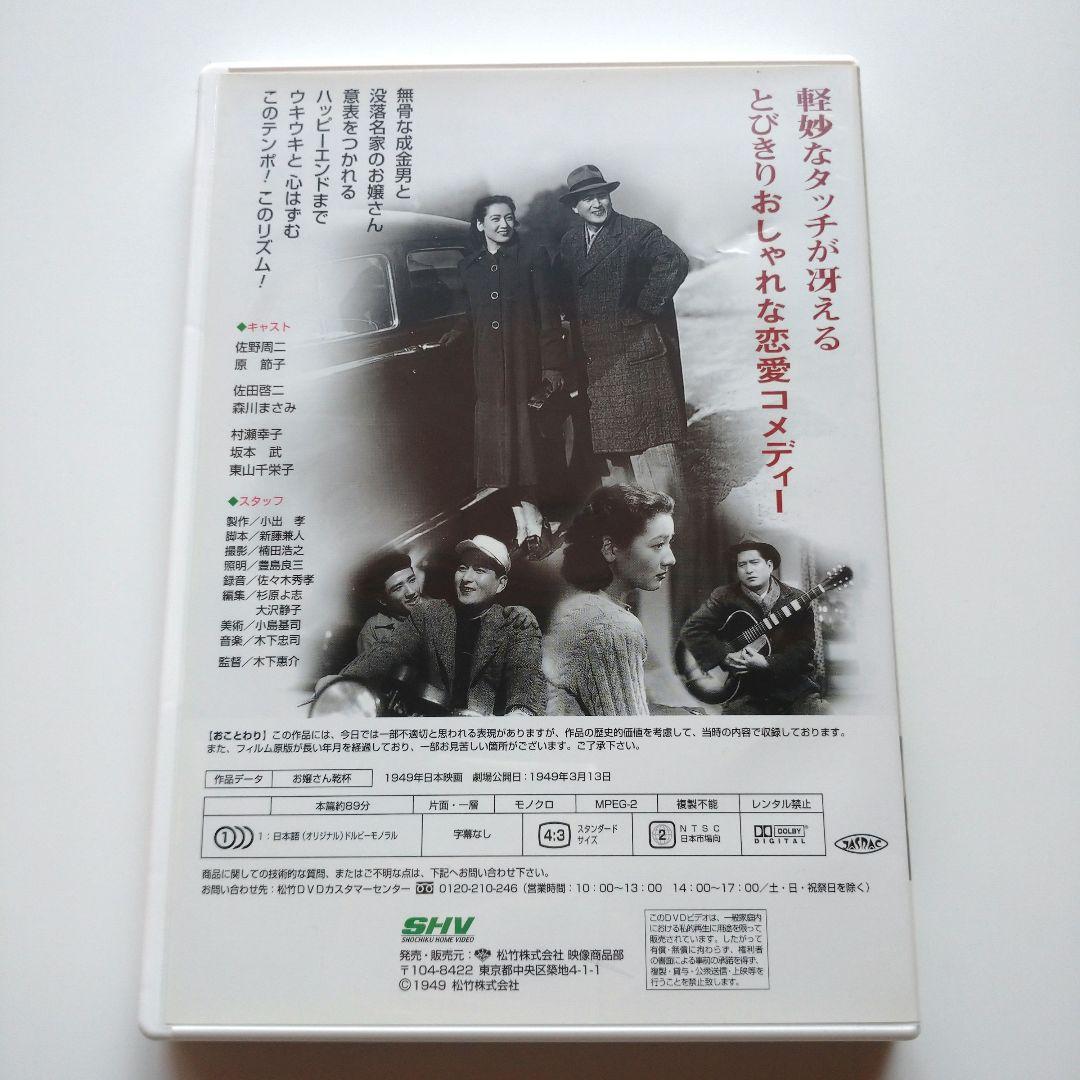 軽妙なタッチが冴える
とびきりおしゃれな恋愛コメディー
無骨な成金男と
没落名家のお嬢さん
意表をつかれる
ハッピーエンドまで
ウキウキと 心はずむ
このテンポ! このリズム!
◆キャスト
佐野周二
原 節子
佐田啓二
森川まさみ
村瀬幸子
坂本 武
東山千栄子
◆スタッフ
製作/小出 孝
脚本/新藤兼人
撮影/楠田浩之
照明/豊島良三
録音/佐々木秀孝
編集/杉原よ志
大沢静子
美術/小島基司
音楽/木下忠司
監督/木下惠介
【おことわり】この作品には、今日では一部不適切と思われる表現がありますが、作品の歴史的価値を考慮して、当時の内容で収録しております。
また、フィルム原版が長い年月を経過しており、一部お見苦しい箇所がございます。ご了承下さい。
作品データ お嬢さん乾杯 1949年日本映画 劇場公開日:1949年3月13日
本篇約89分 片面・一層 モノクロ MPEG-2 複製不能 レンタル禁止
1 1:日本語(オリジナル)ドルビーモノラル 字幕なし 4:3 スタンダード
サイズ 2 NTSC
日本市場向 DOLBY
DIGITAL
JASRAC
商品に関しての技術的な質問、またはご不明な点は、下記へお問い合わせ下さい。
お問い合わせ先:松竹DVDカスタマーセンター 0120-210-246(営業時間:10:00〜13:00 14:00〜17:00/土・日・祝祭日を除く)
SHV
SHOCHIKU HOME VIDEO
発売・販売元: 松竹株式会社 映像商品部
〒104-8422 東京都中央区築地4-1-1
©1949 松竹株式会社
このDVDビデオは、一般家庭内
における私的再生に用途を限って
販売されています。したがって
有償・無償に拘わらず、権利者
の書面による事前の承諾を得ず、
複製・貸与・公衆送信・上映等を
行うことを禁止致します。